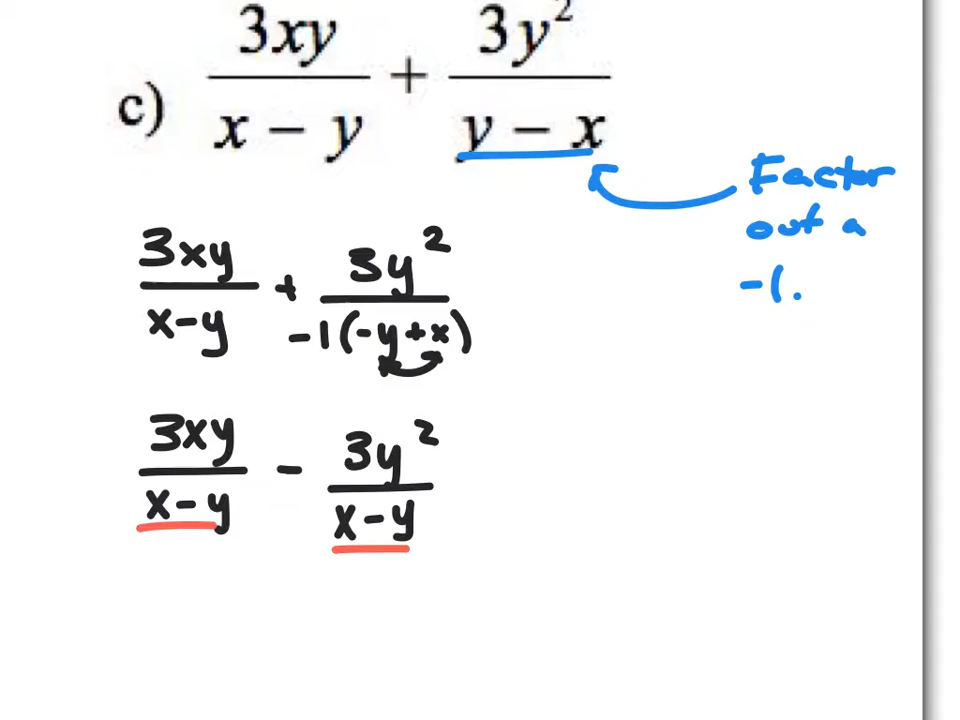 c) 3xy/(x − y) + 3y²/(y − x)
Factor
out a
-1.
3xy/(x-y) + 3y²/(-1(-y+x))
3xy/(x-y) - 3y²/(x-y)